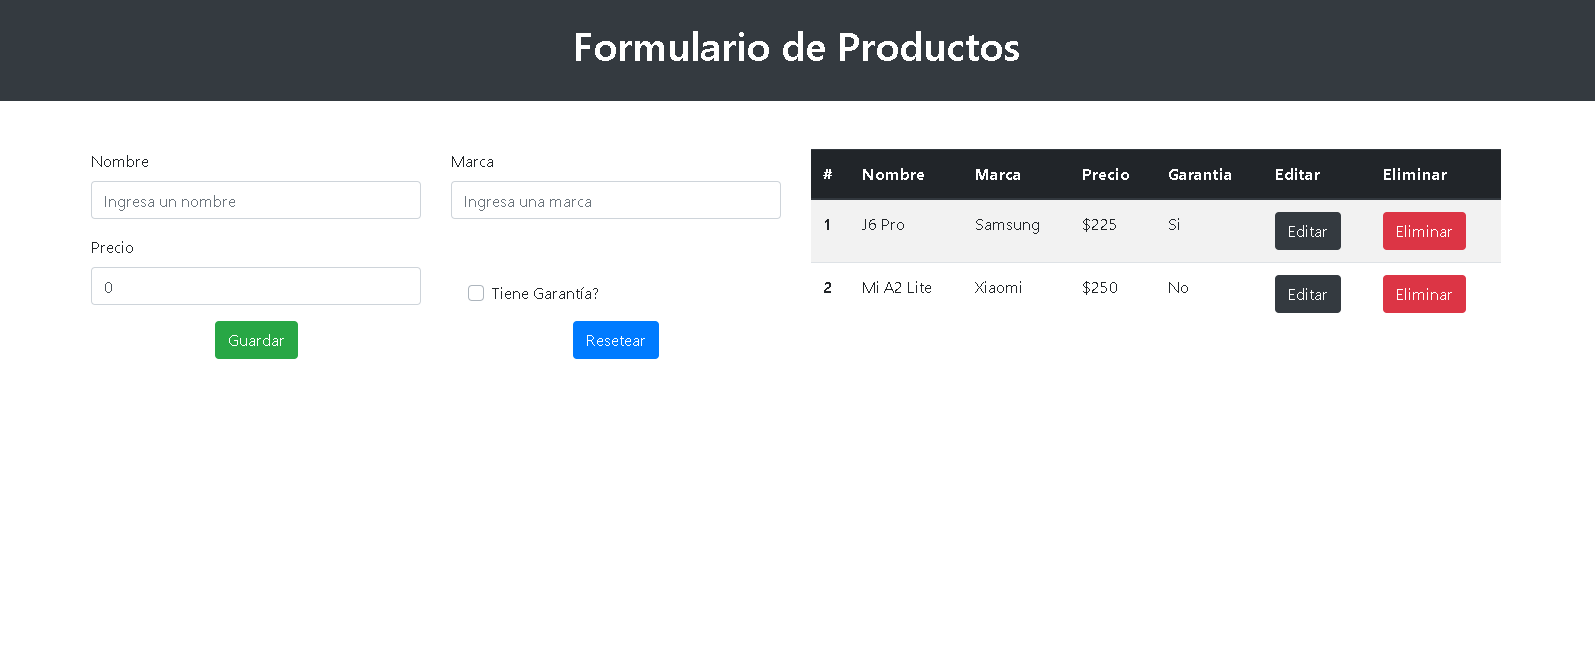 Formulario de Productos
Nombre
Marca
Ingresa un nombre
Ingresa una marca
Precio
0
Tiene Garantía?
Guardar
Resetear
# Nombre Marca Precio Garantia Editar Eliminar
1 J6 Pro Samsung $225 Si Editar Eliminar
2 Mi A2 Lite Xiaomi $250 No Editar Eliminar